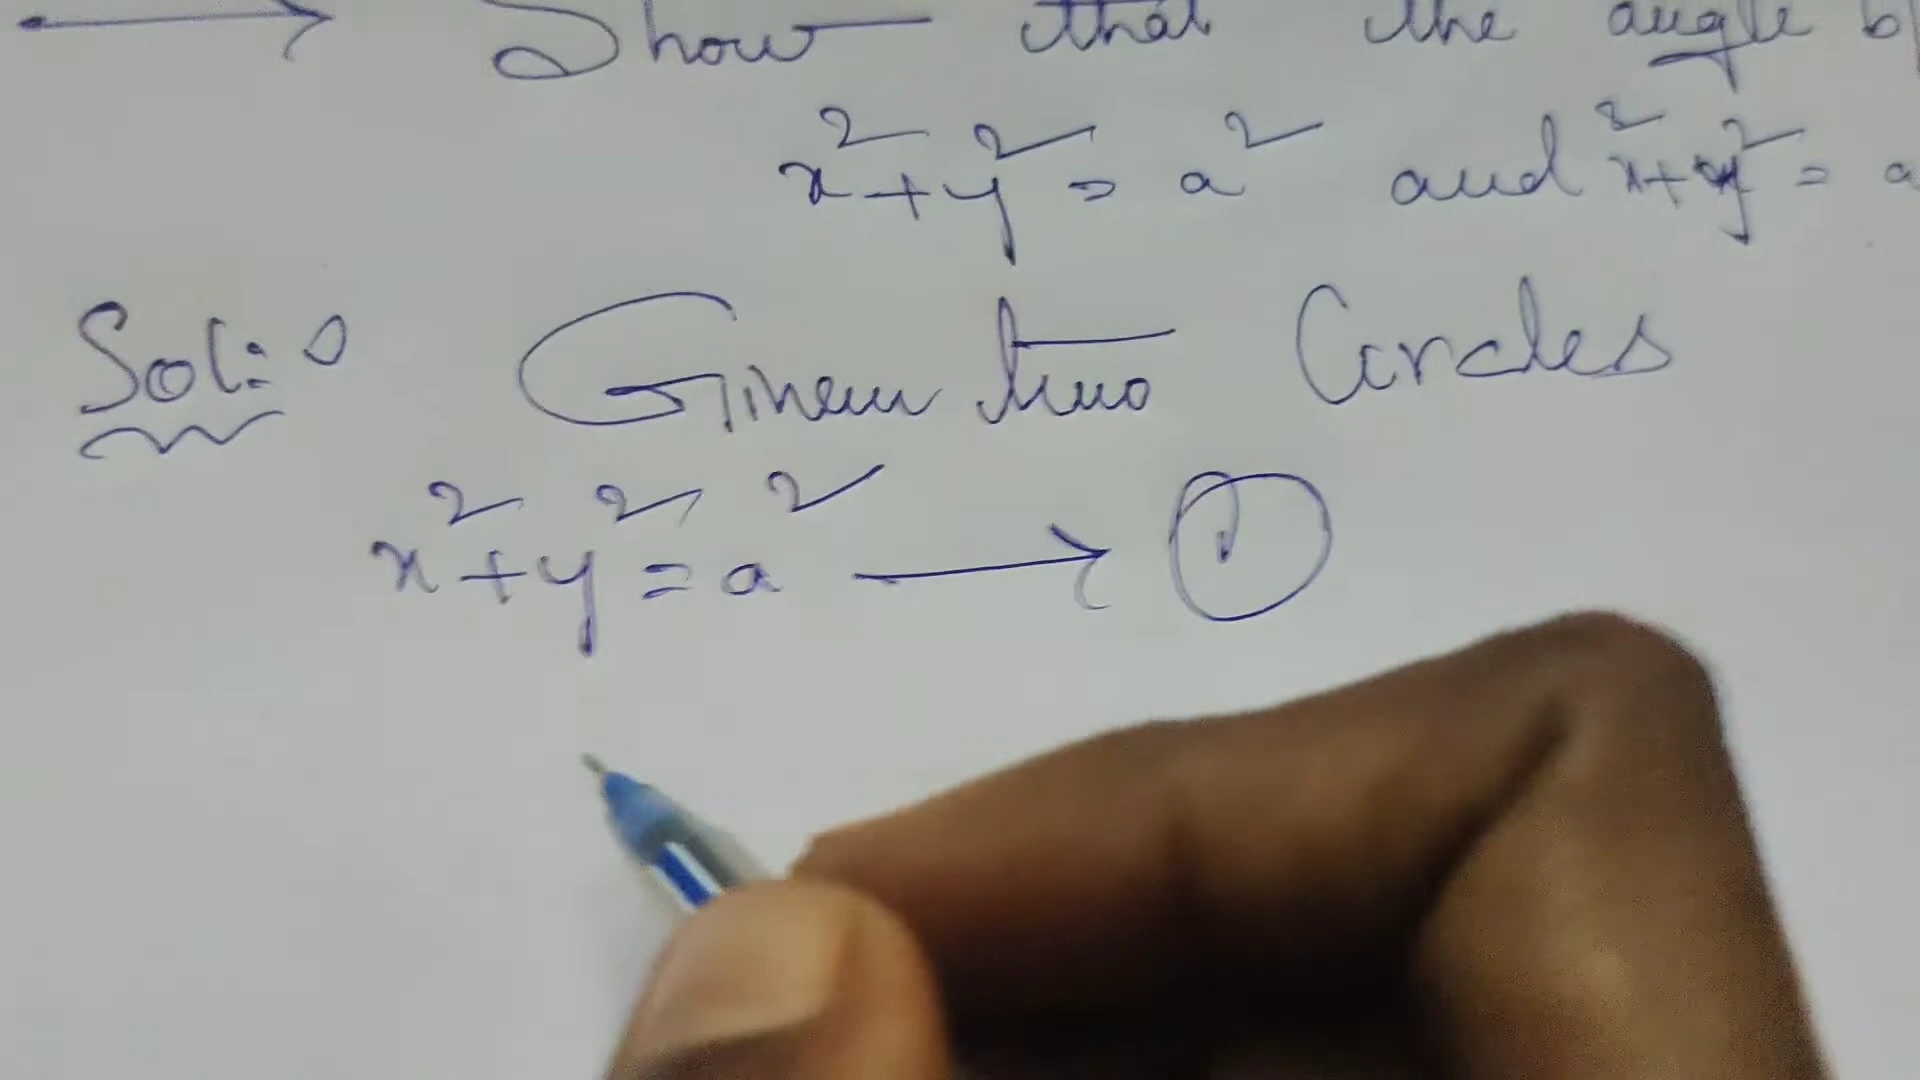 Show that the angle b
x²+y² = a² and x²+y² = a
Sol:- Given two Circles
x²+y² = a² → ①